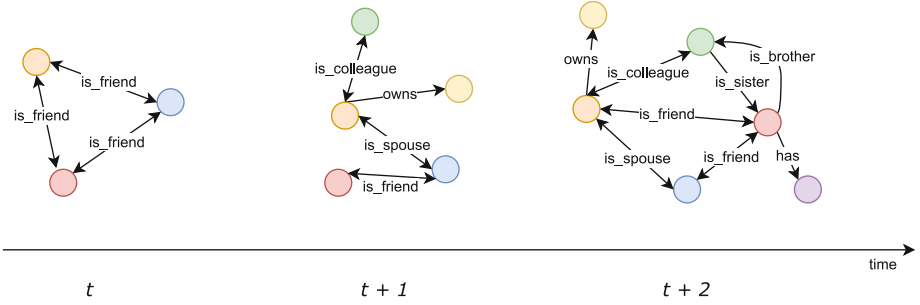 is_friend
is_friend
is_friend
is_colleague
owns
is_spouse
is_friend
owns
is_colleague
is_brother
is_sister
is_friend
is_spouse
is_friend
has
time
t
t + 1
t + 2